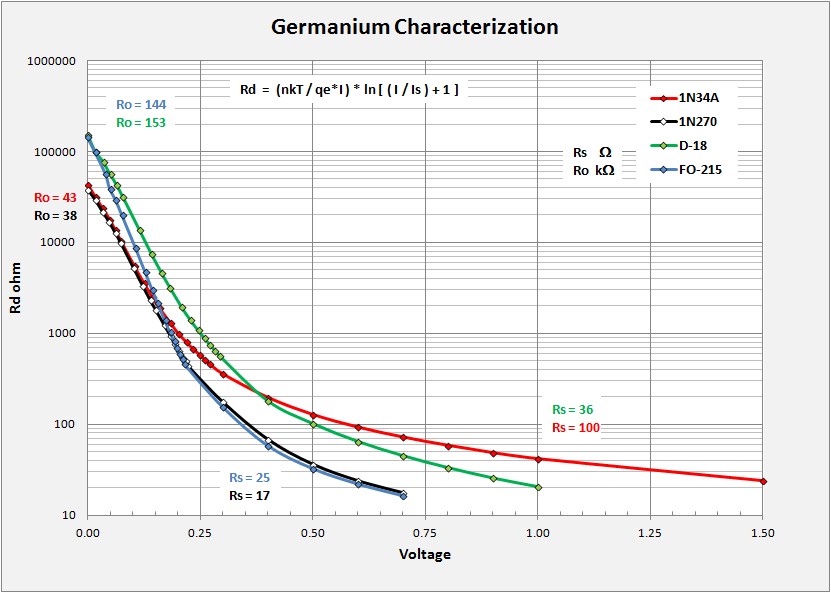 Germanium Characterization
1000000
100000
10000
1000
100
10
Rd ohm
Ro = 144
Ro = 153
Ro = 43
Ro = 38
Rd = (nkT / qe*I ) * ln [ ( I / Is ) + 1 ]
1N34A
1N270
D-18
FO-215
Rs Ω
Ro kΩ
Rs = 36
Rs = 100
Rs = 25
Rs = 17
0.00 0.25 0.50 0.75 1.00 1.25 1.50
Voltage